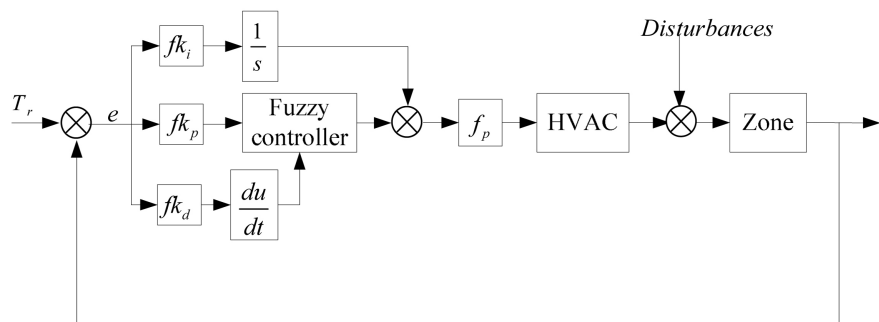 Disturbances
fk_i
1
s
T_r
e
fk_p
Fuzzy
controller
f_p
HVAC
Zone
fk_d
du
dt